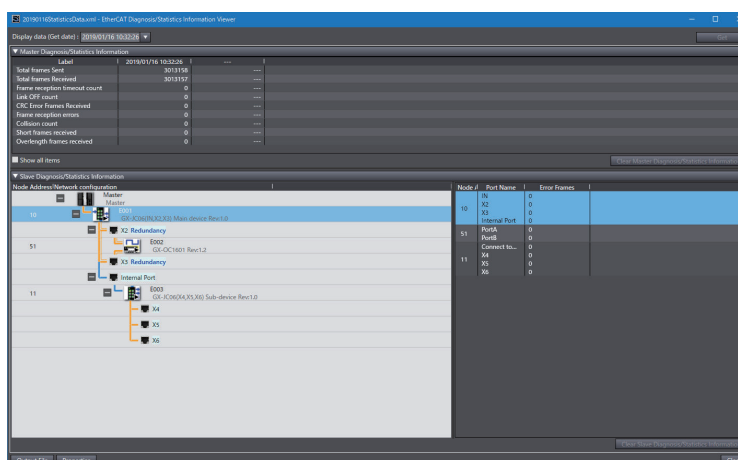 20190116StatisticsData.xml - EtherCAT Diagnosis/Statistics Information Viewer
Display data (Get date) : 2019/01/16 10:32:26
Get
Master Diagnosis/Statistics Information
Label 2019/01/16 10:32:26 ---
Total frames Sent 3013158 ---
Total frames Received 3013157 ---
Frame reception timeout count 0 ---
Link OFF count 0 ---
CRC Error Frames Received 0 ---
Frame reception errors 0 ---
Collision count 0 ---
Short frames received 0 ---
Overlength frames received 0 ---
Show all items
Clear Master Diagnosis/Statistics Informatio
Slave Diagnosis/Statistics Information
Node Address Network configuration
Master
Master
10 E001
GX-JC06(IN,X2,X3) Main device Rev:1.0
X2 Redundancy
51 E002
GX-OC1601 Rev:1.2
X3 Redundancy
Internal Port
11 E003
GX-JC06(X4,X5,X6) Sub-device Rev:1.0
X4
X5
X6
Node A Port Name Error Frames
10
IN 0
X2 0
X3 0
Internal Port 0
51
PortA 0
PortB 0
11
Connect to... 0
X4 0
X5 0
X6 0
Clear Slave Diagnosis/Statistics Informatio